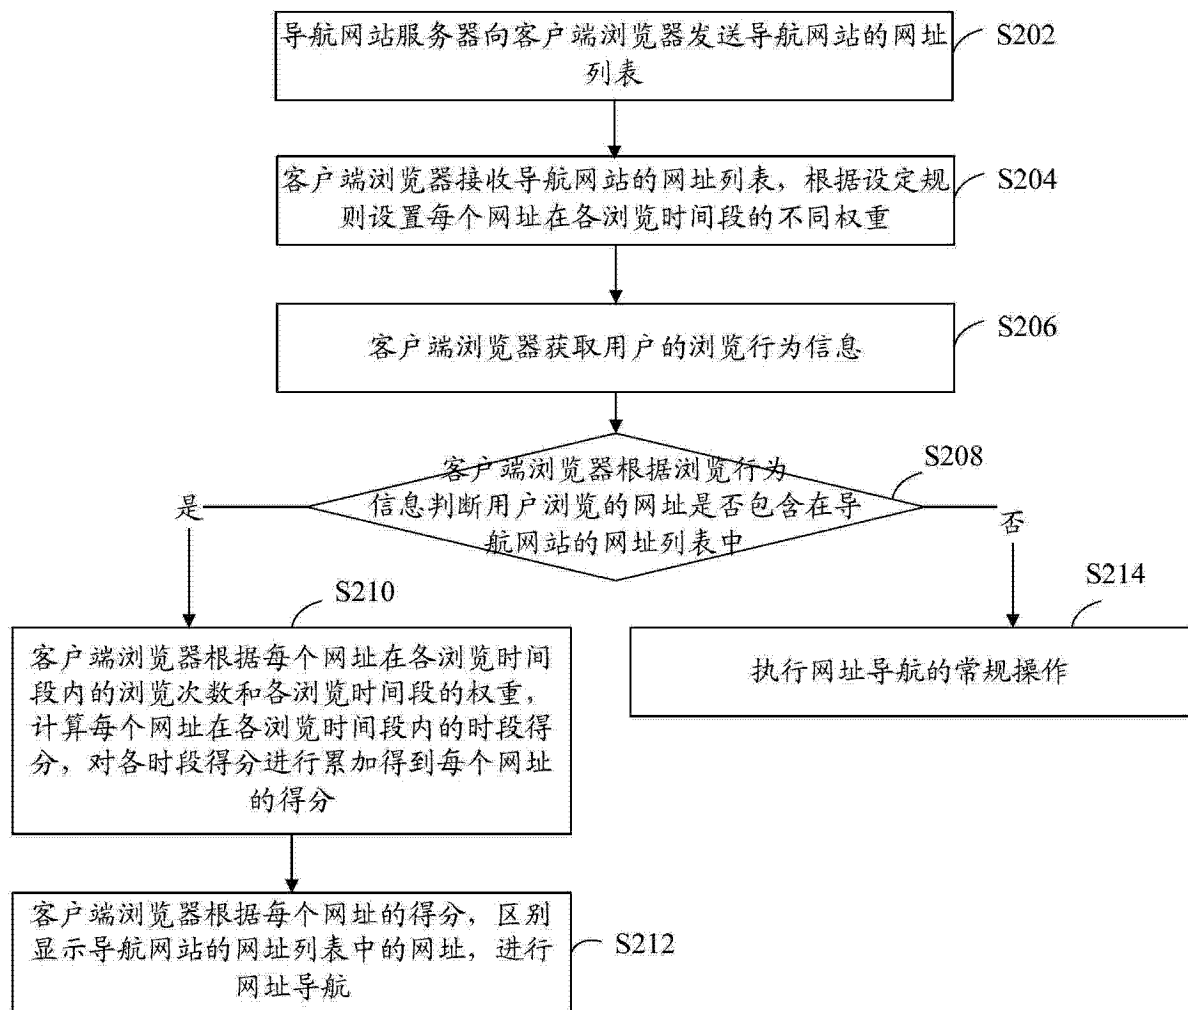 导航网站服务器向客户端浏览器发送导航网站的网址
列表
S202
客户端浏览器接收导航网站的网址列表，根据设定规
则设置每个网址在各浏览时间段的不同权重
S204
客户端浏览器获取用户的浏览行为信息
S206
客户端浏览器根据浏览行为
信息判断用户浏览的网址是否包含在导
航网站的网址列表中
S208
是
否
S210
客户端浏览器根据每个网址在各浏览时间
段内的浏览次数和各浏览时间段的权重，
计算每个网址在各浏览时间段内的时段得
分，对各时段得分进行累加得到每个网址
的得分
S214
执行网址导航的常规操作
客户端浏览器根据每个网址的得分，区别
显示导航网站的网址列表中的网址，进行
网址导航
S212